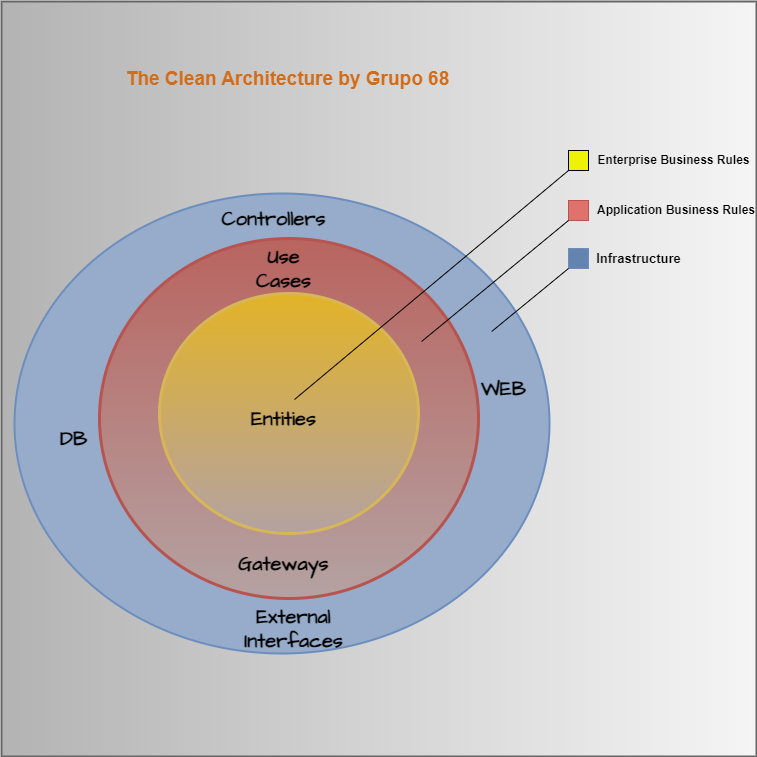 The Clean Architecture by Grupo 68
Enterprise Business Rules
Application Business Rules
Infrastructure
Controllers
Use
Cases
WEB
Entities
DB
Gateways
External
Interfaces